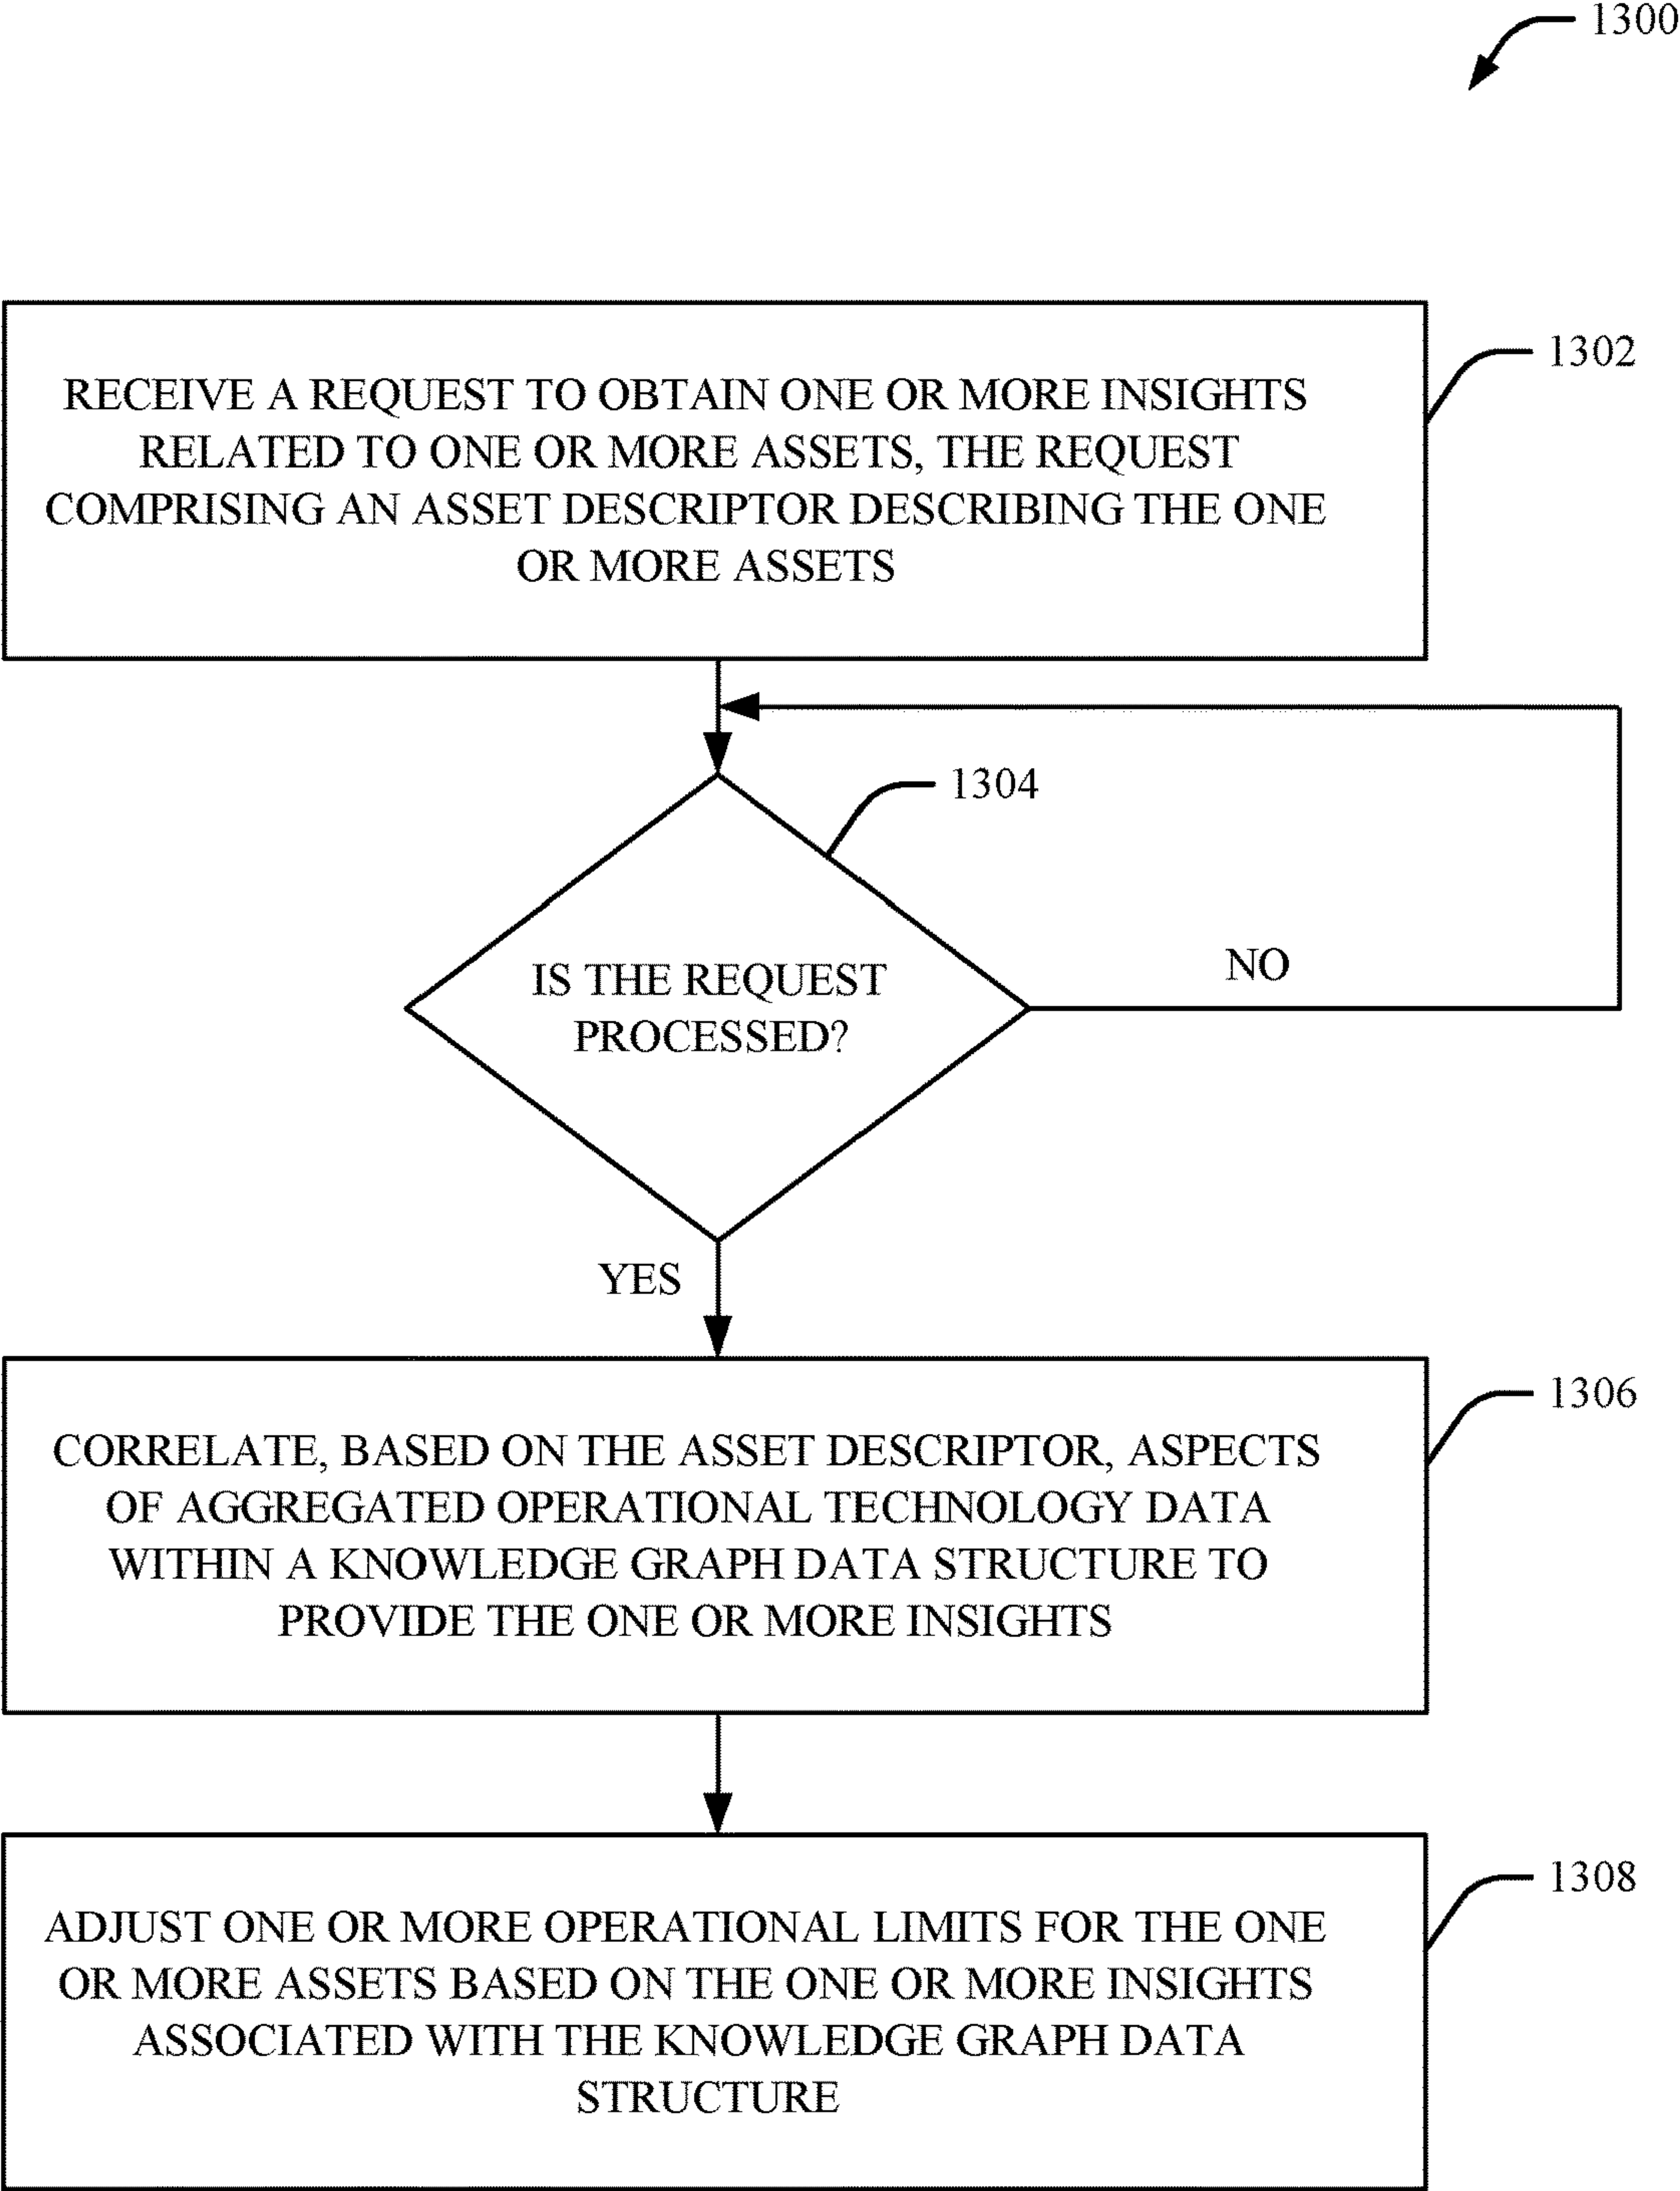 1300
RECEIVE A REQUEST TO OBTAIN ONE OR MORE INSIGHTS
RELATED TO ONE OR MORE ASSETS, THE REQUEST
COMPRISING AN ASSET DESCRIPTOR DESCRIBING THE ONE
OR MORE ASSETS
1302
1304
IS THE REQUEST
PROCESSED?
NO
YES
CORRELATE, BASED ON THE ASSET DESCRIPTOR, ASPECTS
OF AGGREGATED OPERATIONAL TECHNOLOGY DATA
WITHIN A KNOWLEDGE GRAPH DATA STRUCTURE TO
PROVIDE THE ONE OR MORE INSIGHTS
1306
ADJUST ONE OR MORE OPERATIONAL LIMITS FOR THE ONE
OR MORE ASSETS BASED ON THE ONE OR MORE INSIGHTS
ASSOCIATED WITH THE KNOWLEDGE GRAPH DATA
STRUCTURE
1308